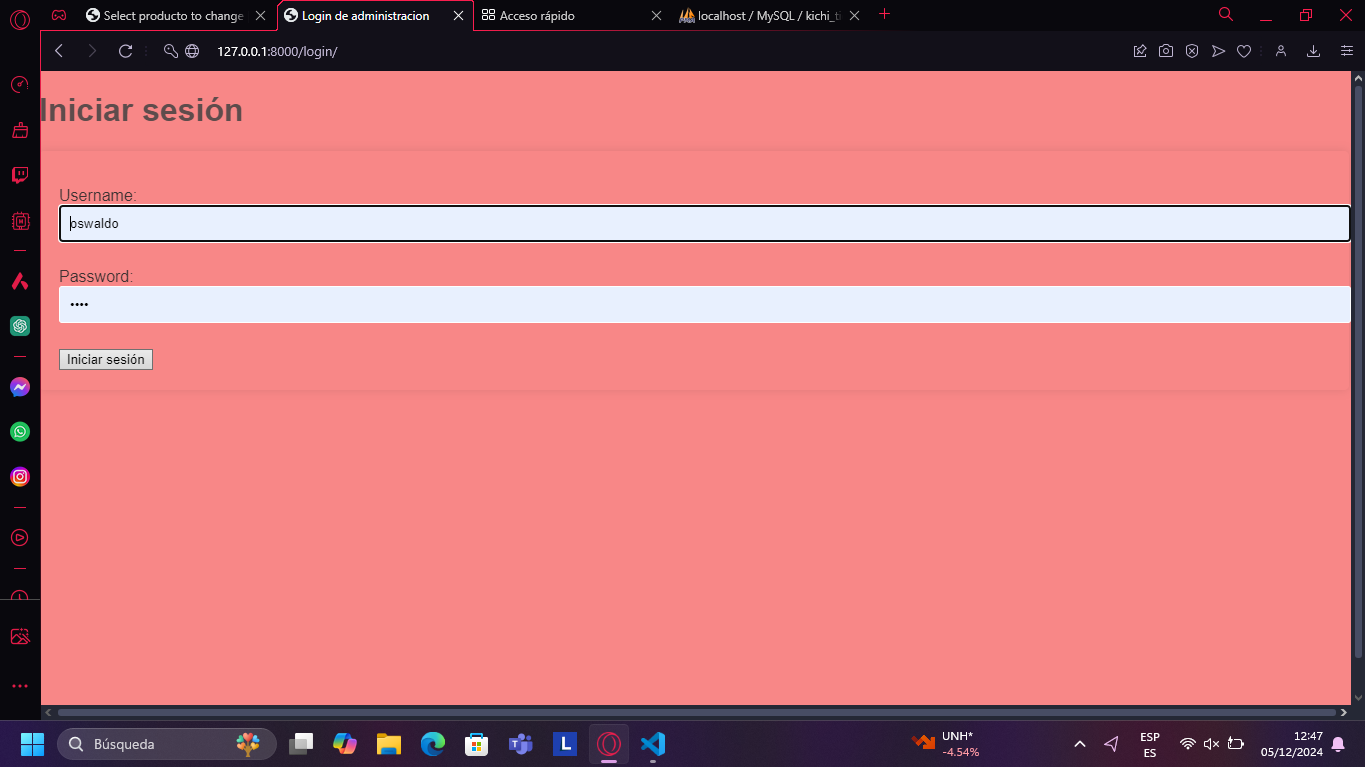 Select producto to change
Login de administracion
Acceso rápido
localhost / MySQL / kichi_ti
127.0.0.1:8000/login/
Iniciar sesión
Username:
oswaldo
Password:
••••
Iniciar sesión
Búsqueda
L
UNH*
-4.54%
ESP
ES
12:47
05/12/2024